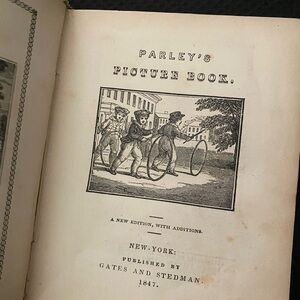 PARLEY'S
PICTURE BOOK.
A NEW EDITION, WITH ADDITIONS.
NEW-YORK:
PUBLISHED BY
GATES AND STEDMAN.
1847.